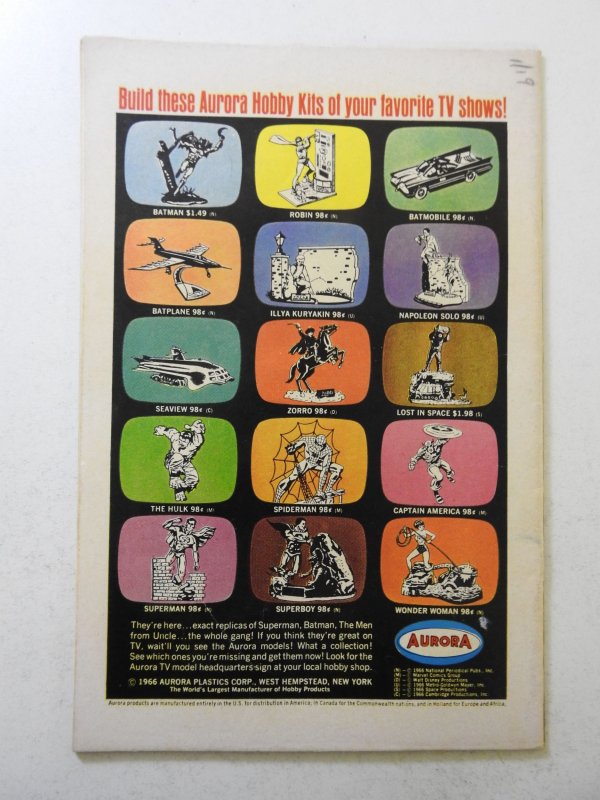 Build these Aurora Hobby Kits of your favorite TV shows!
BATMAN $1.49 (N)
ROBIN 98¢ (N)
BATMOBILE 98¢ (N)
BATPLANE 98¢ (N)
ILLYA KURYAKIN 98¢ (U)
NAPOLEON SOLO 98¢ (U)
SEAVIEW 98¢ (C)
ZORRO 98¢ (D)
LOST IN SPACE $1.98 (S)
THE HULK 98¢ (M)
SPIDERMAN 98¢ (M)
CAPTAIN AMERICA 98¢ (M)
SUPERMAN 98¢ (N)
SUPERBOY 98¢ (N)
WONDER WOMAN 98¢ (N)
They're here...exact replicas of Superman, Batman, The Men
from Uncle...the whole gang! If you think they're great on
TV, wait'll you see the Aurora models! What a collection!
See which ones you're missing and get them now! Look for the
Aurora TV model headquarters sign at your local hobby shop.
© 1966 AURORA PLASTICS CORP., WEST HEMPSTEAD, NEW YORK
The World's Largest Manufacturer of Hobby Products
AURORA
(N) — © 1966 National Periodical Pubs., Inc.
(M) — Marvel Comics Group
(D) — © Walt Disney Productions
(U) — © 1966 Metro-Goldwyn Mayer, Inc.
(S) — © 1966 Space Productions
(C) — © 1966 Cambridge Productions, Inc.
Aurora products are manufactured entirely in the U.S. for distribution in America; in Canada for the Commonwealth nations, and in Holland for Europe and Africa.